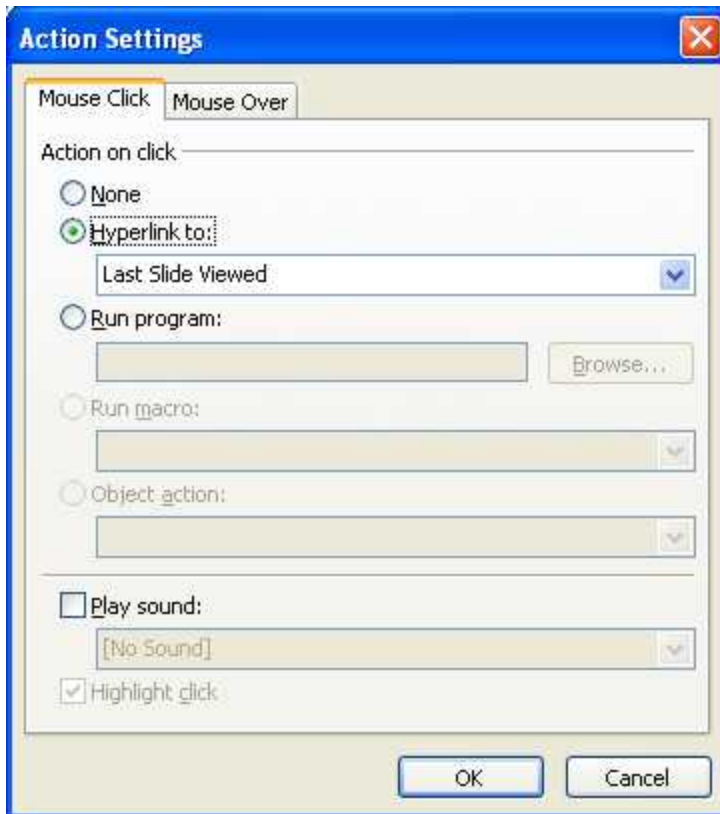 Action Settings
Mouse Click Mouse Over
Action on click
None
Hyperlink to:
Last Slide Viewed
Run program:
Browse...
Run macro:
Object action:
Play sound:
[No Sound]
Highlight click
OK Cancel